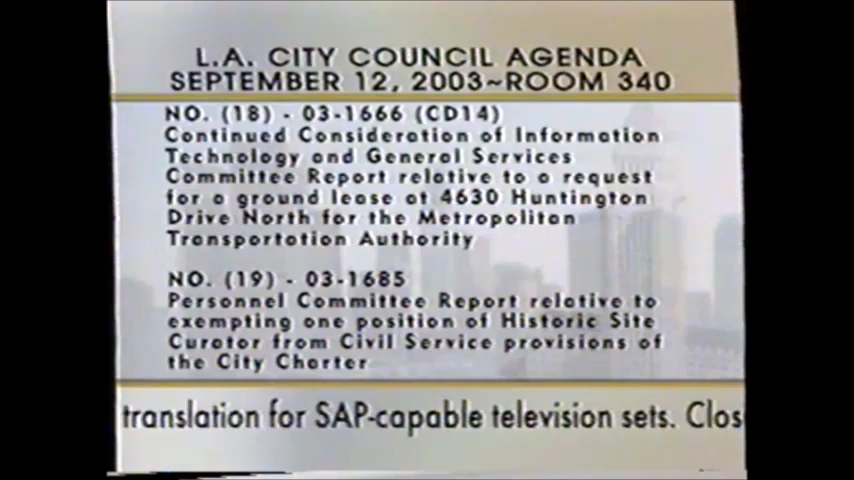 L.A. CITY COUNCIL AGENDA
SEPTEMBER 12, 2003~ROOM 340
NO. (18) - 03-1666 (CD14)
Continued Consideration of Information
Technology and General Services
Committee Report relative to a request
for a ground lease at 4630 Huntington
Drive North for the Metropolitan
Transportation Authority
NO. (19) - 03-1685
Personnel Committee Report relative to
exempting one position of Historic Site
Curator from Civil Service provisions of
the City Charter
translation for SAP-capable television sets. Clos